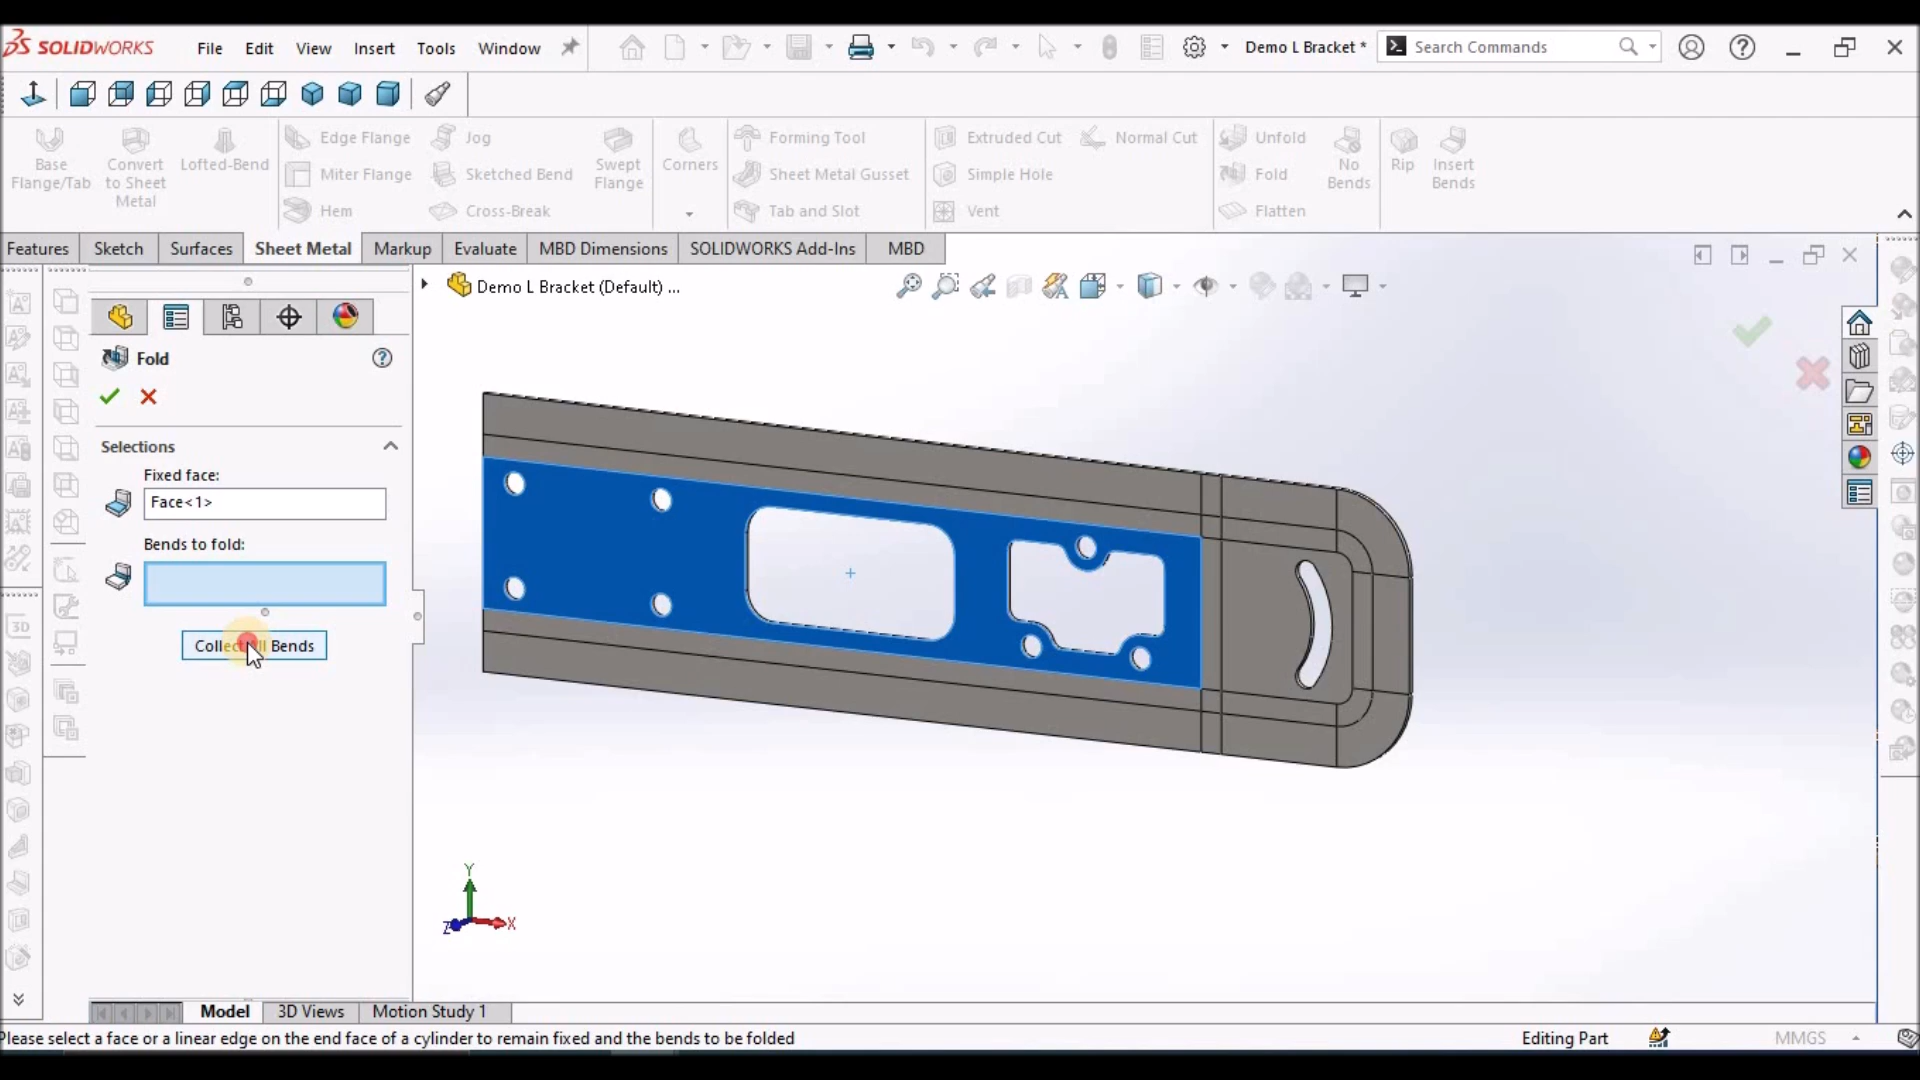 SOLIDWORKS File Edit View Insert Tools Window Demo L Bracket * Search Commands
Base Flange/Tab
Convert to Sheet Metal
Lofted-Bend
Edge Flange
Miter Flange
Hem
Jog
Sketched Bend
Cross-Break
Swept Flange
Corners
Forming Tool
Sheet Metal Gusset
Tab and Slot
Extruded Cut
Simple Hole
Vent
Normal Cut
Unfold
Fold
Flatten
No Bends
Rip
Insert Bends
Features Sketch Surfaces Sheet Metal Markup Evaluate MBD Dimensions SOLIDWORKS Add-Ins MBD
Demo L Bracket (Default) ...
Fold
Selections
Fixed face:
Face<1>
Bends to fold:
Bends
3D
Y
Z
X
Model 3D Views Motion Study 1
Please select a face or a linear edge on the end face of a cylinder to remain fixed and the bends to be folded
Editing Part
MMGS